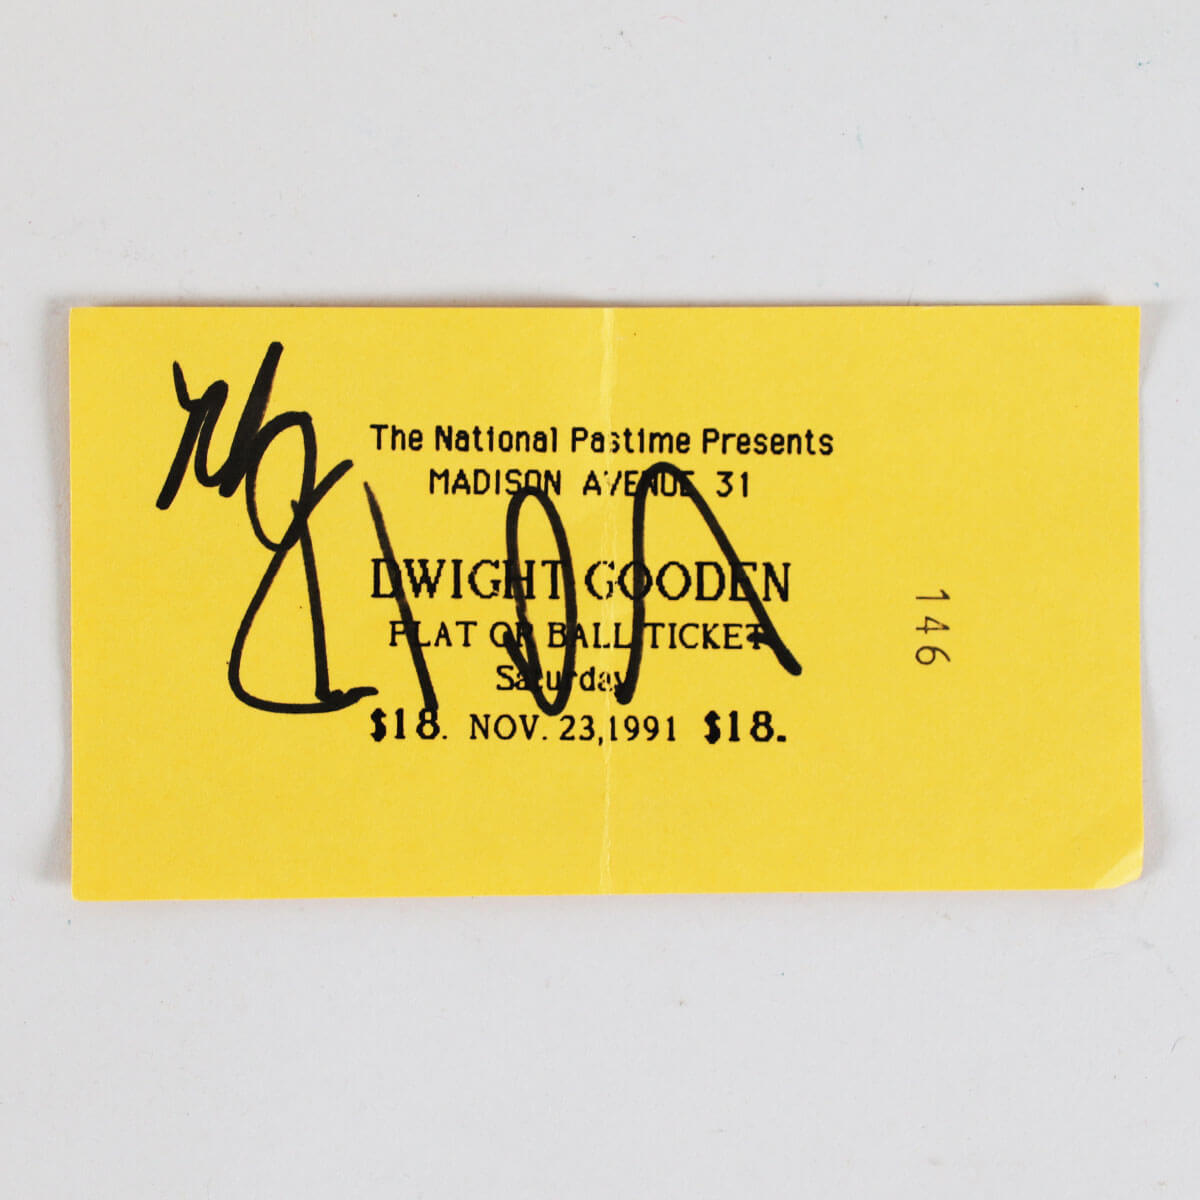 The National Pastime Presents
MADISON AVENUE 31
DWIGHT GOODEN
FLAT OR BALL TICKET
Saturday
$18. NOV. 23,1991 $18.
146